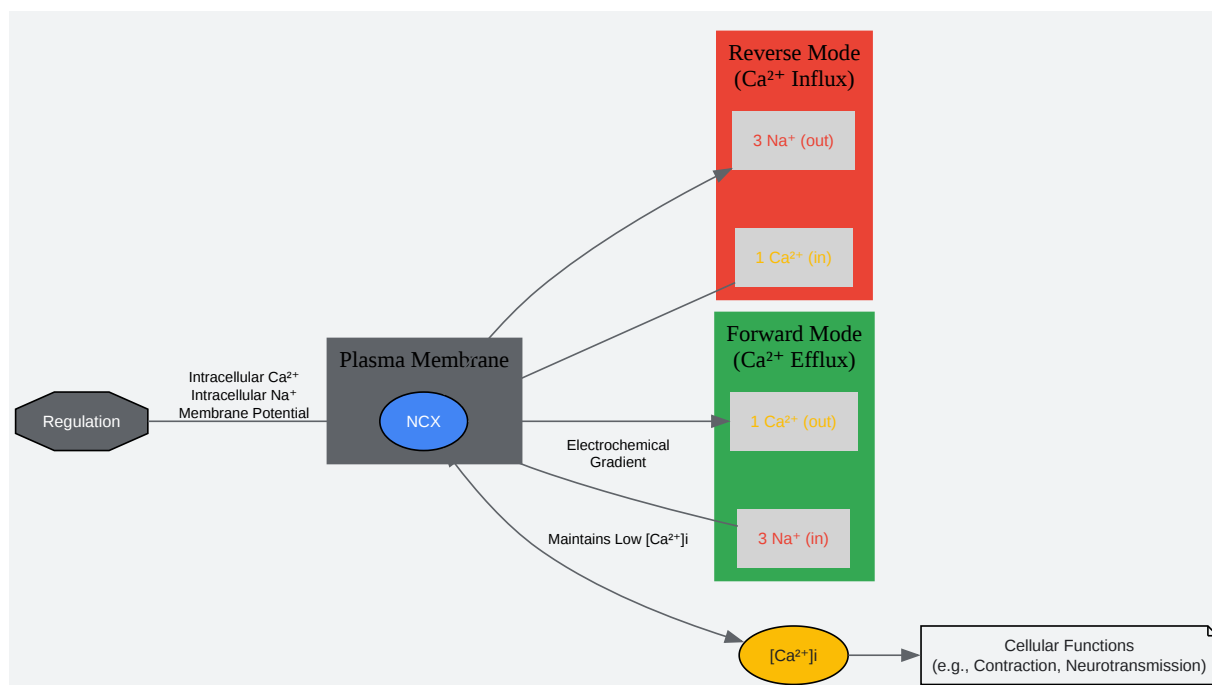 Reverse Mode
(Ca²⁺ Influx)
3 Na⁺ (out)
1 Ca²⁺ (in)
Forward Mode
(Ca²⁺ Efflux)
Plasma Membrane
Intracellular Ca²⁺
Intracellular Na⁺
Membrane Potential
Regulation
NCX
1 Ca²⁺ (out)
Electrochemical
Gradient
3 Na⁺ (in)
Maintains Low [Ca²⁺]i
[Ca²⁺]i
Cellular Functions
(e.g., Contraction, Neurotransmission)